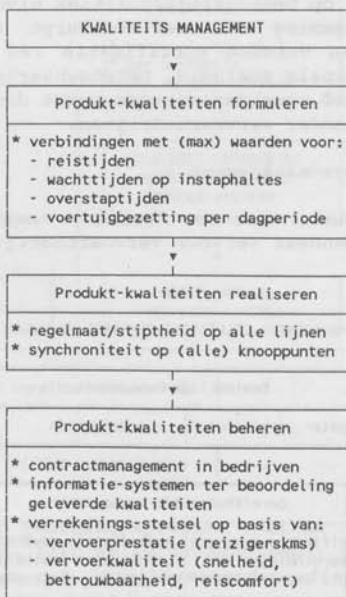 KWALITEITS MANAGEMENT
Produkt-kwaliteiten formuleren
* verbindingen met (max) waarden voor:
- reistijden
- wachttijden op instaphaltes
- overstaptijden
- voertuigbezetting per dagperiode
Produkt-kwaliteiten realiseren
* regelmaat/stiptheid op alle lijnen
* synchroniteit op (alle) knooppunten
Produkt-kwaliteiten beheren
* contractmanagement in bedrijven
* informatie-systemen ter beoordeling
geleverde kwaliteiten
* verrekenings-stelsel op basis van:
- vervoerprestatie (reizigerskms)
- vervoerkwaliteit (snelheid,
betrouwbaarheid, reiscomfort)